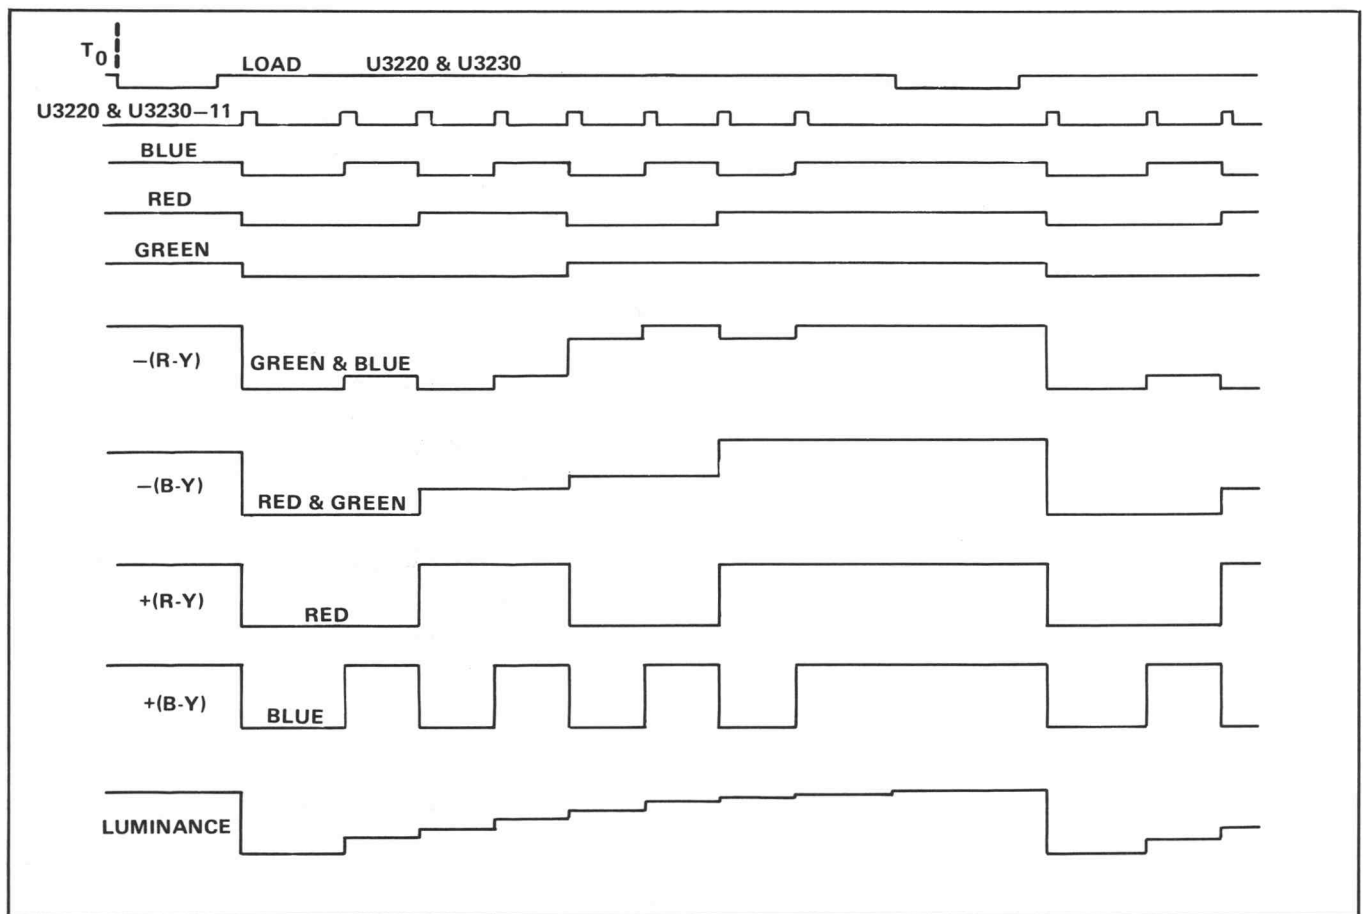 T0
LOAD U3220 & U3230
U3220 & U3230–11
BLUE
RED
GREEN
–(R-Y) GREEN & BLUE
–(B-Y) RED & GREEN
+(R-Y) RED
+(B-Y) BLUE
LUMINANCE